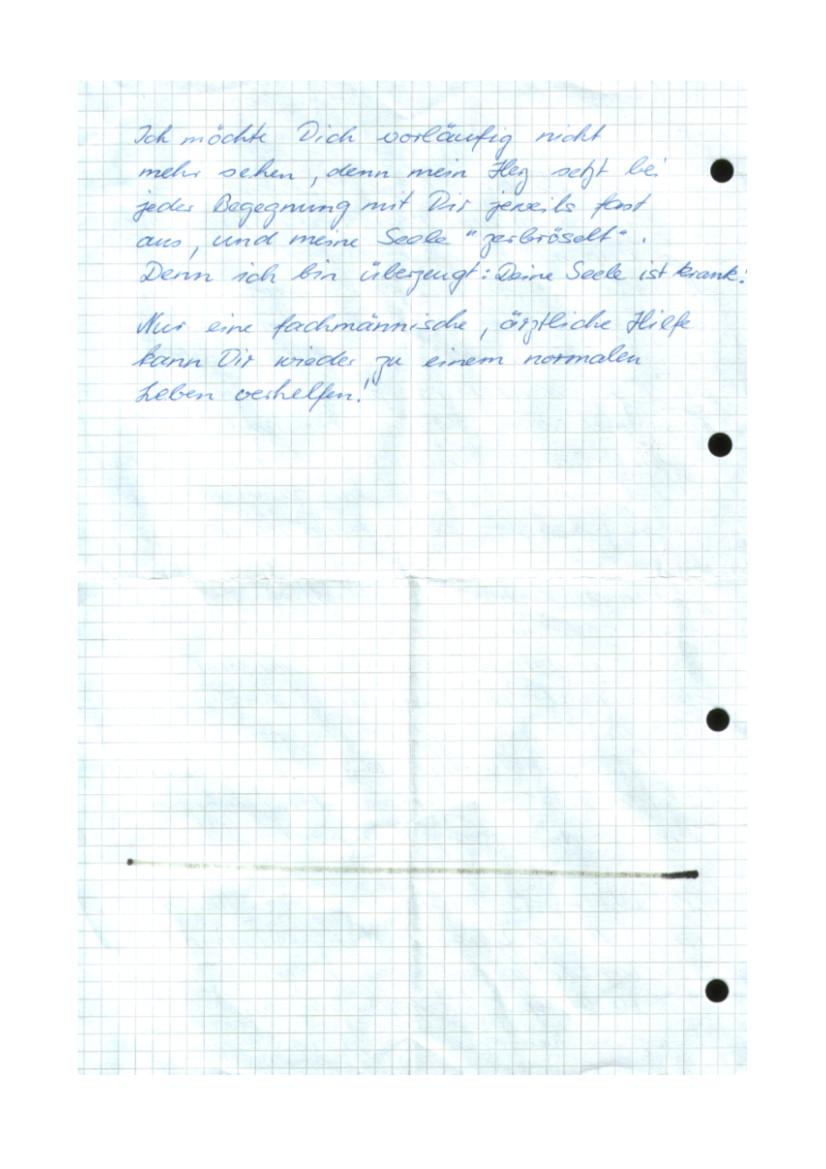 Ich möchte Dich vorläufig nicht
mehr sehen, denn mein Herz setzt bei
jeder Begegnung mit Dir jeweils fast
aus, und meine Seele "zerbröselt".
Denn ich bin überzeugt: Deine Seele ist krank!
Nur eine fachmännische, ärztliche Hilfe
kann Dir wieder zu einem normalen
Leben verhelfen!